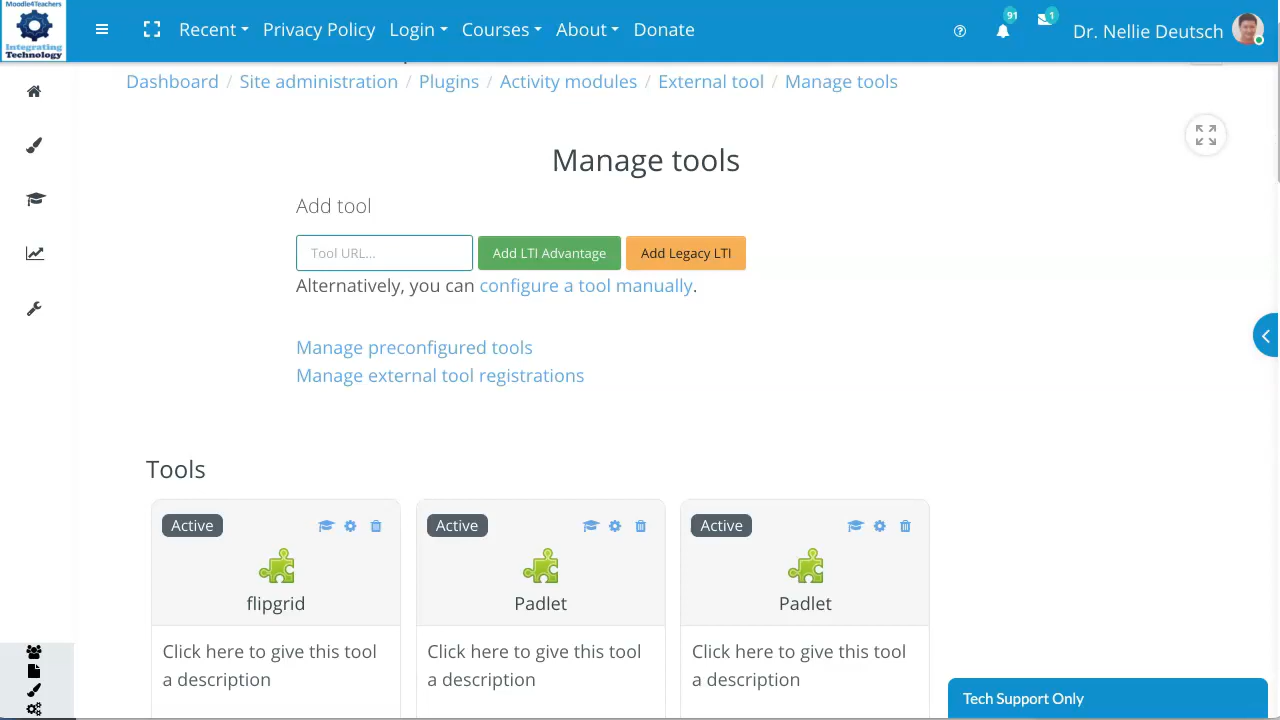 Moodle4Teachers
Integrating
Technology
Recent Privacy Policy Login Courses About Donate
91
1
Dr. Nellie Deutsch
Dashboard / Site administration / Plugins / Activity modules / External tool / Manage tools
Manage tools
Add tool
Tool URL... Add LTI Advantage Add Legacy LTI
Alternatively, you can configure a tool manually.
Manage preconfigured tools
Manage external tool registrations
Tools
Active Active Active
flipgrid Padlet Padlet
Click here to give this tool Click here to give this tool Click here to give this tool
a description a description a description
Tech Support Only